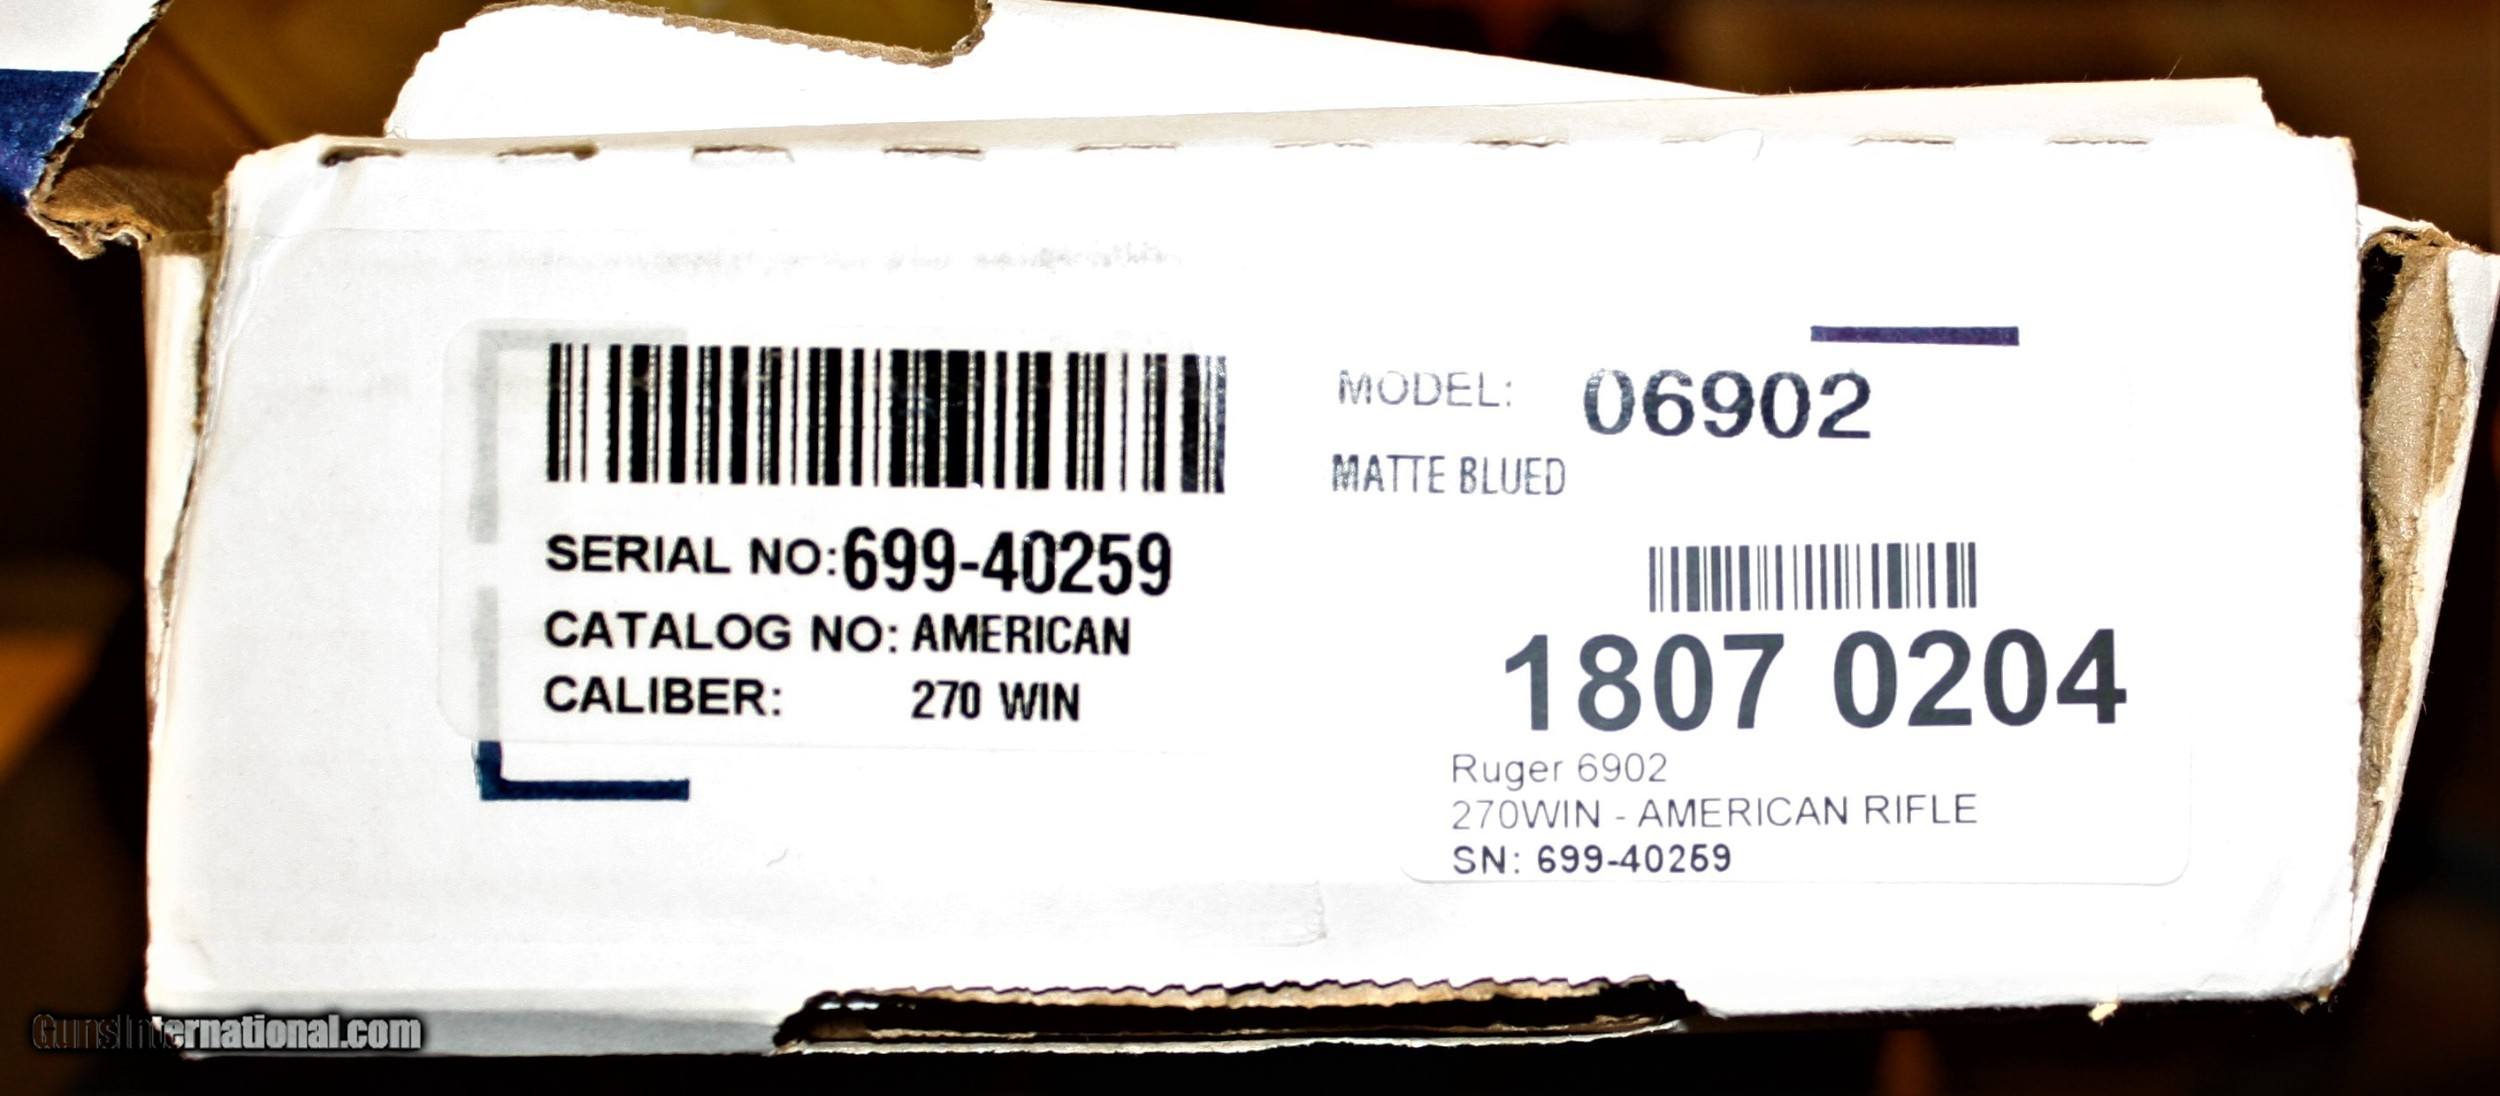 SERIAL NO: 699-40259
CATALOG NO: AMERICAN
CALIBER: 270 WIN
MODEL: 06902
MATTE BLUED
1807 0204
Ruger 6902
270WIN - AMERICAN RIFLE
SN: 699-40259
GunsInternational.com